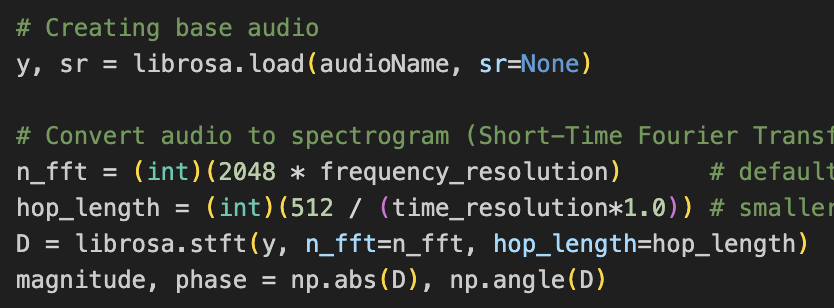 # Creating base audio
y, sr = librosa.load(audioName, sr=None)
# Convert audio to spectrogram (Short-Time Fourier
n_fft = (int)(2048 * frequency_resolution) # default
hop_length = (int)(512 / (time_resolution*1.0)) # smaller
D = librosa.stft(y, n_fft=n_fft, hop_length=hop_length)
magnitude, phase = np.abs(D), np.angle(D)